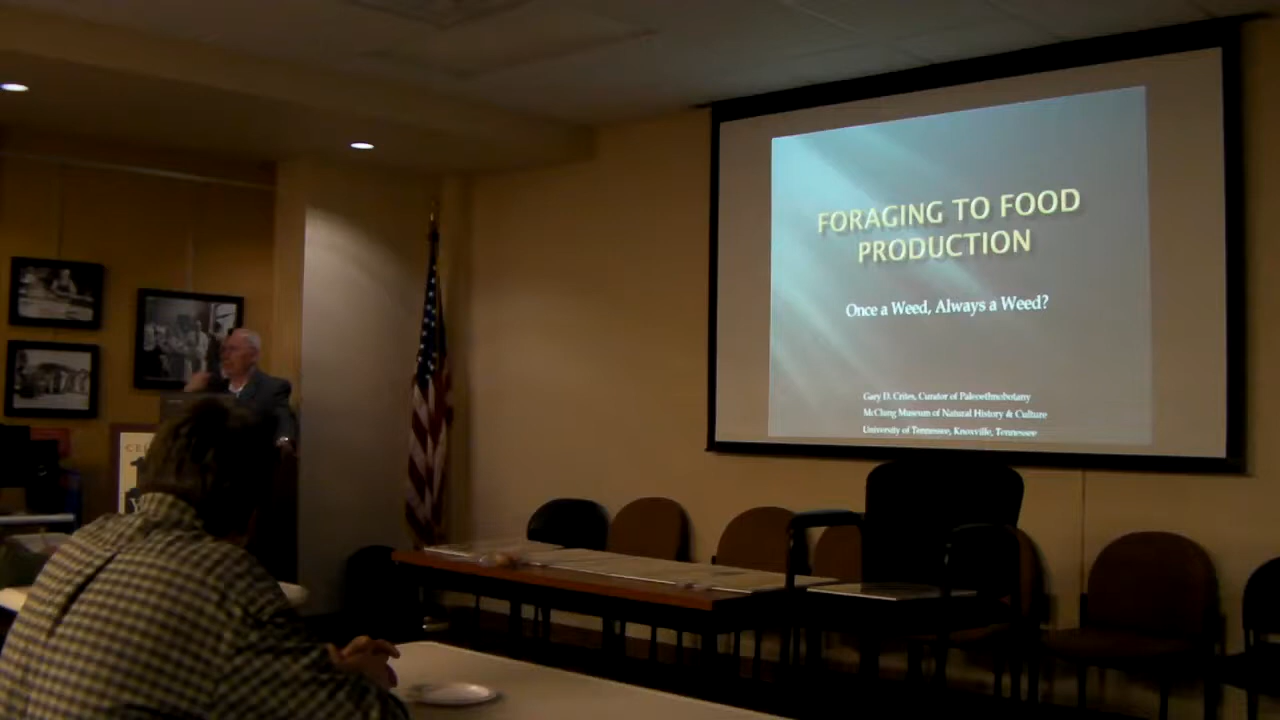 FORAGING TO FOOD
PRODUCTION
Once a Weed, Always a Weed?
Gary D. Crites, Curator of Paleoethnobotany
McClung Museum of Natural History & Culture
University of Tennessee, Knoxville, Tennessee